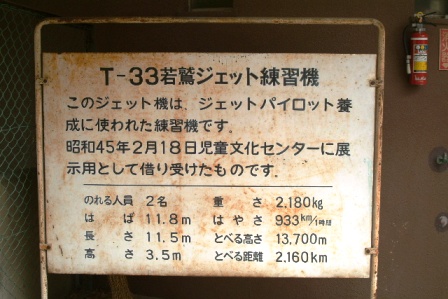 T-33若鷲ジェット練習機
このジェット機は、ジェットパイロット養
成に使われた練習機です。
昭和45年2月18日児童文化センターに展
示用として借り受けたものです。
のれる人員 2名 重さ 2,180kg
はば 11.8m はやさ 933km/1時間
長さ 11.5m とべる高さ 13,700m
高さ 3.5m とべる距離 2,160km